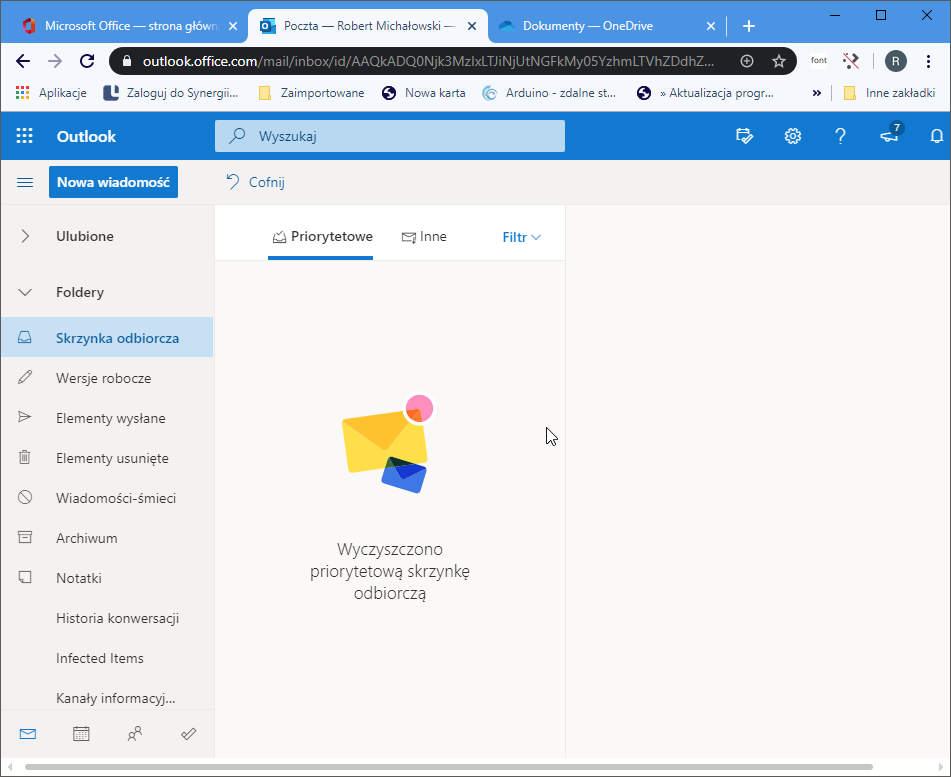 Microsoft Office — strona główn
Poczta — Robert Michałowski —
Dokumenty — OneDrive
outlook.office.com/mail/inbox/id/AAQkADQ0Njk3MzIxLTJiNjUtNGFkMy05YzhmLTVhZDdhZ...
font
R
Aplikacje
Zaloguj do Synergii...
Zaimportowane
Nowa karta
Arduino - zdalne st...
» Aktualizacja progr...
»
Inne zakładki
Outlook
Wyszukaj
7
Nowa wiadomość
Cofnij
Ulubione
Foldery
Skrzynka odbiorcza
Wersje robocze
Elementy wysłane
Elementy usunięte
Wiadomości-śmieci
Archiwum
Notatki
Historia konwersacji
Infected Items
Kanały informacyj...
Priorytetowe
Inne
Filtr
Wyczyszczono
priorytetową skrzynkę
odbiorczą